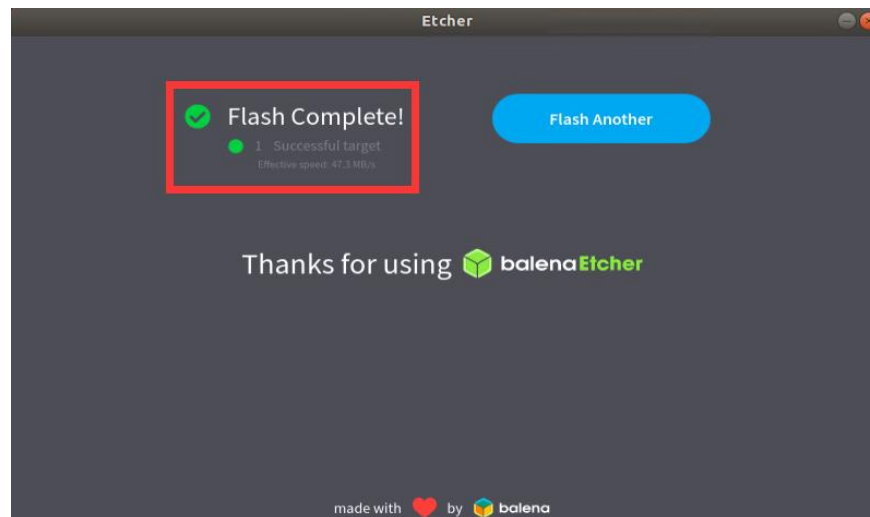 Etcher
Flash Complete!
1 Successful target
Effective speed: 47.3 MB/s
Flash Another
Thanks for using balenaEtcher
made with by balena